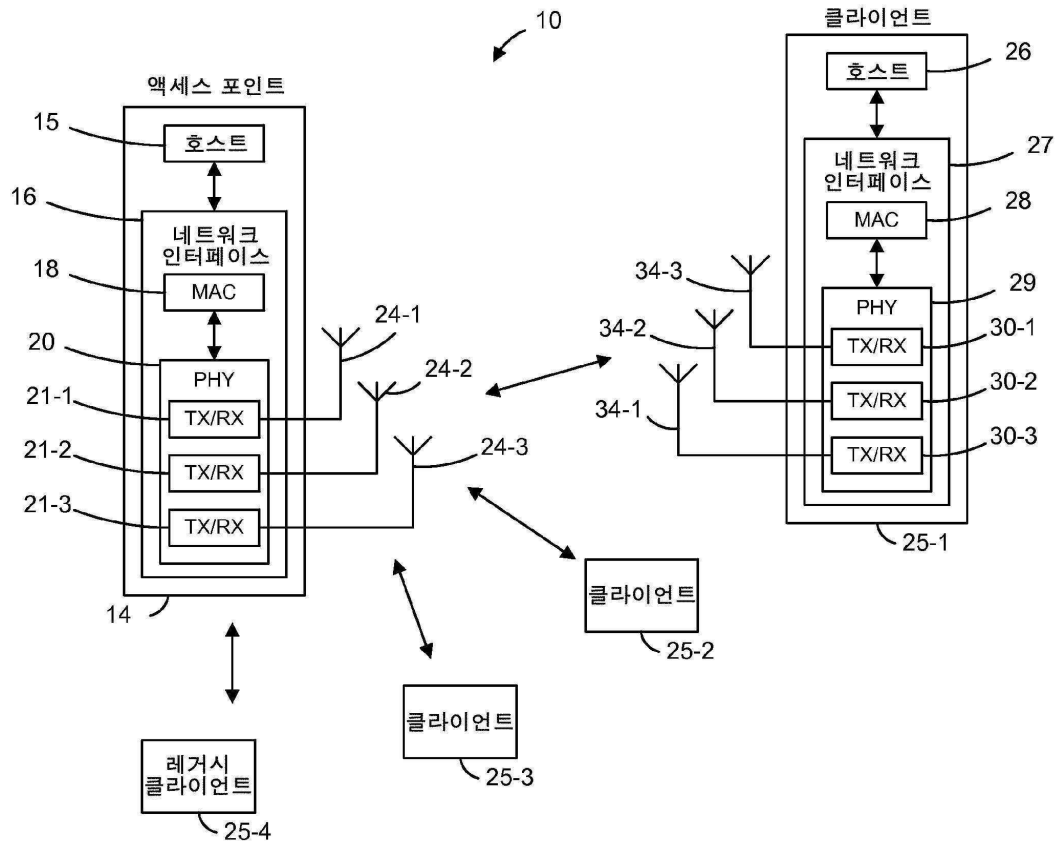 10
액세스 포인트
15
호스트
16
네트워크
인터페이스
18
MAC
20
PHY
21-1
TX/RX
21-2
TX/RX
21-3
TX/RX
24-1
24-2
24-3
14
클라이언트
호스트
26
네트워크
인터페이스
27
MAC
28
PHY
29
34-3
TX/RX
30-1
34-2
TX/RX
30-2
34-1
TX/RX
30-3
25-1
클라이언트
25-2
클라이언트
25-3
레거시
클라이언트
25-4